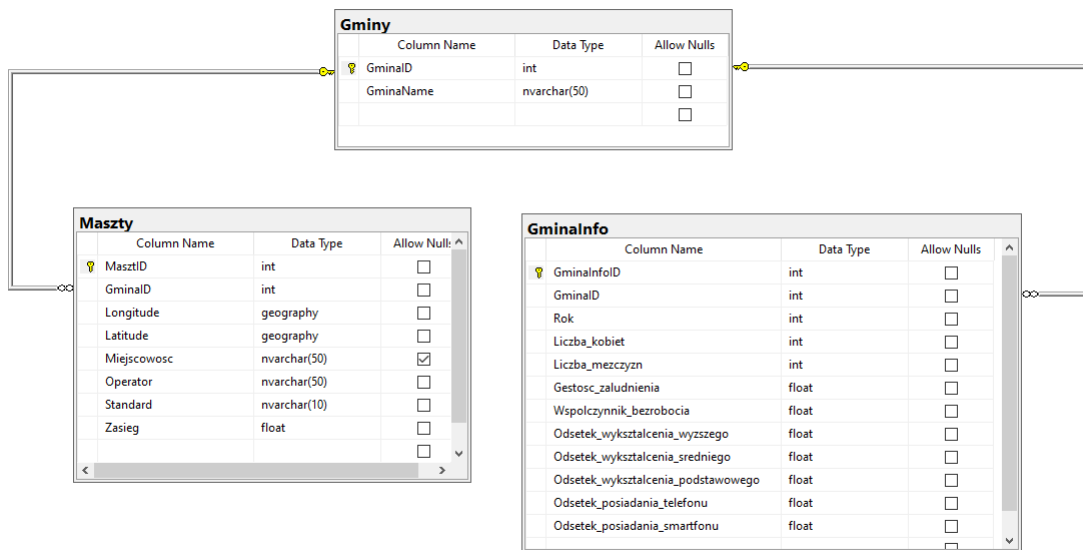 Gminy
Column Name Data Type Allow Nulls
GminaID int
GminaName nvarchar(50)
Maszty
Column Name Data Type Allow Nulls
MasztID int
GminaID int
Longitude geography
Latitude geography
Miejscowosc nvarchar(50)
Operator nvarchar(50)
Standard nvarchar(10)
Zasieg float
GminaInfo
Column Name Data Type Allow Nulls
GminaInfoID int
GminaID int
Rok int
Liczba_kobiet int
Liczba_mezczyzn int
Gestosc_zaludnienia float
Wspolczynnik_bezrobocia float
Odsetek_wyksztalcenia_wyzszego float
Odsetek_wyksztalcenia_sredniego float
Odsetek_wyksztalcenia_podstawowego float
Odsetek_posiadania_telefonu float
Odsetek_posiadania_smartfonu float